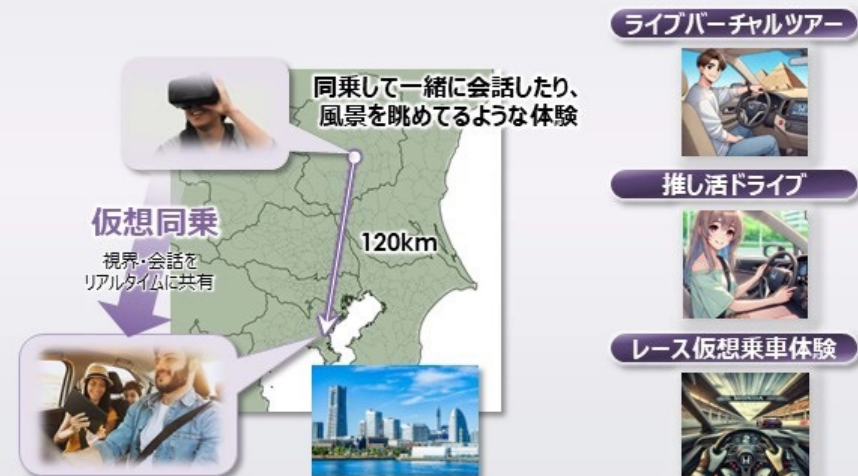 同乗して一緒に会話したり、
風景を眺めてるような体験
仮想同乗
視界・会話を
リアルタイムに共有
120km
ライブバーチャルツアー
推し活ドライブ
レース仮想乗車体験